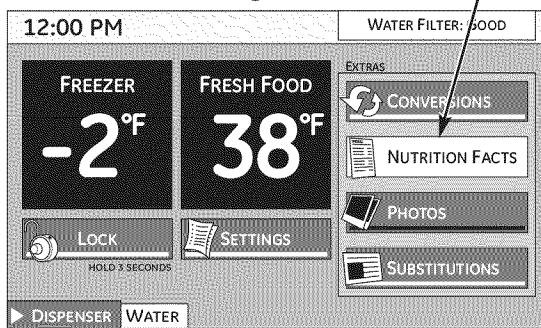 12:00 PM
WATER FILTER: GOOD
FREEZER
-2°F
FRESH FOOD
38°F
EXTRAS
CONVERSIONS
NUTRITION FACTS
PHOTOS
SUBSTITUTIONS
LOCK
HOLD 3 SECONDS
SETTINGS
DISPENSER
WATER